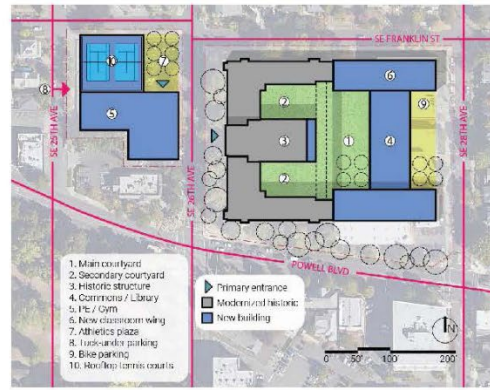 SE FRANKLIN ST
10
7
8
6
2
9
5
3
1
4
2
SE 25TH AVE
SE 26TH AVE
SE 28TH AVE
POWELL BLVD
1. Main courtyard
2. Secondary courtyard
3. Historic structure
4. Commons / Library
5. PE / Gym
6. New classroom wing
7. Athletics plaza
8. Tuck-under parking
9. Bike parking
10. Rooftop tennis courts
Primary entrance
Modernized historic
New building
N
0 50 100 200